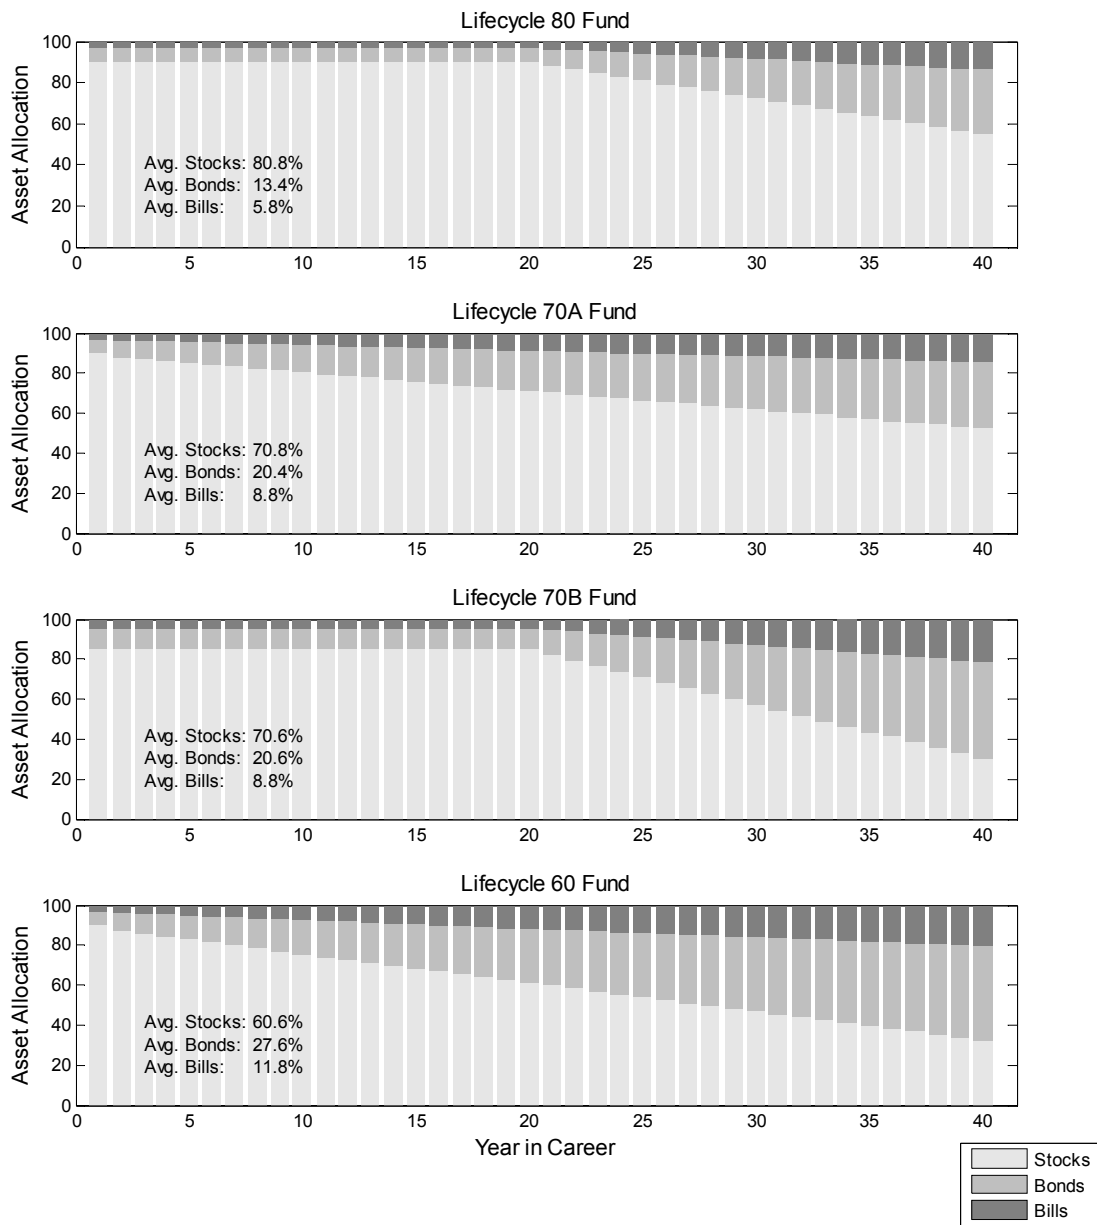 Lifecycle 80 Fund
100
80
60
40
20
0
Asset Allocation
Avg. Stocks: 80.8%
Avg. Bonds: 13.4%
Avg. Bills: 5.8%
0 5 10 15 20 25 30 35 40
Lifecycle 70A Fund
100
80
60
40
20
0
Asset Allocation
Avg. Stocks: 70.8%
Avg. Bonds: 20.4%
Avg. Bills: 8.8%
0 5 10 15 20 25 30 35 40
Lifecycle 70B Fund
100
80
60
40
20
0
Asset Allocation
Avg. Stocks: 70.6%
Avg. Bonds: 20.6%
Avg. Bills: 8.8%
0 5 10 15 20 25 30 35 40
Lifecycle 60 Fund
100
80
60
40
20
0
Asset Allocation
Avg. Stocks: 60.6%
Avg. Bonds: 27.6%
Avg. Bills: 11.8%
0 5 10 15 20 25 30 35 40
Year in Career
Stocks
Bonds
Bills